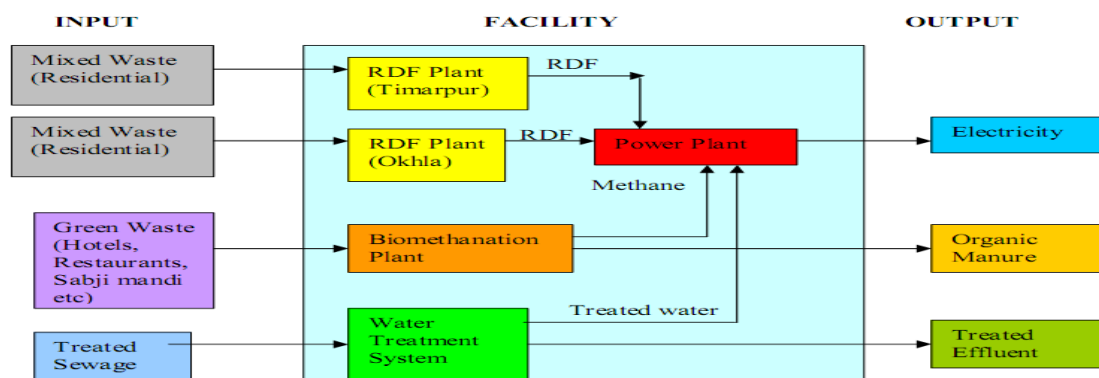 INPUT
FACILITY
OUTPUT
Mixed Waste
(Residential)
RDF Plant
(Timarpur)
RDF
Mixed Waste
(Residential)
RDF Plant
(Okhla)
RDF
Power Plant
Electricity
Methane
Green Waste
(Hotels,
Restaurants,
Sabji mandi
etc)
Biomethanation
Plant
Organic
Manure
Treated water
Treated
Sewage
Water
Treatment
System
Treated
Effluent